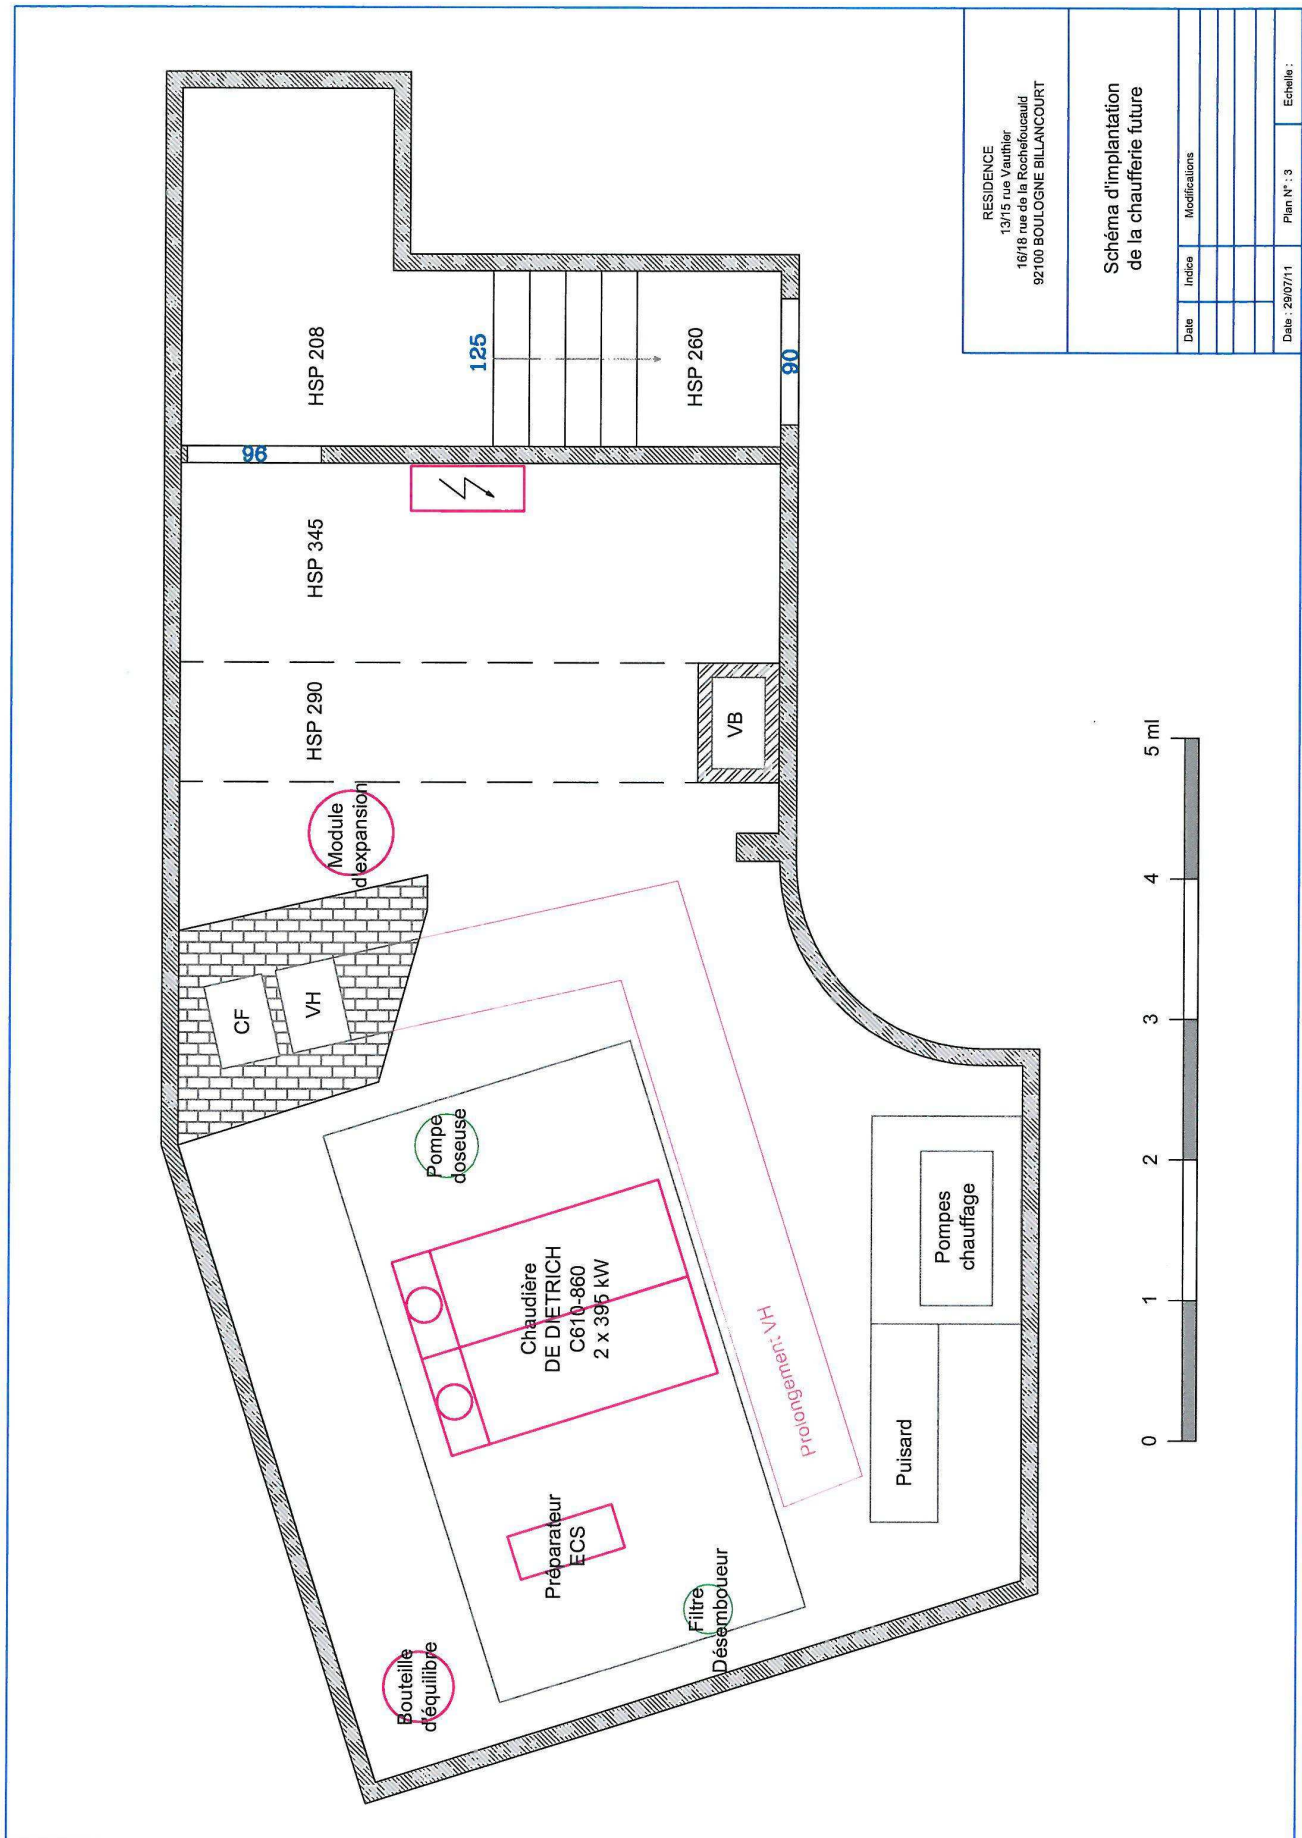 HSP 208
125
HSP 260
90
96
HSP 345
HSP 290
VB
Module
d'expansion
CF
VH
Pompe
doseuse
Chaudière
DE DIETRICH
C610-860
2 x 395 kW
Prolongement VH
Pompes
chauffage
Puisard
Préparateur
ECS
Filtre
Désemboueur
Bouteille
d'équilibre
0
1
2
3
4
5 ml
RESIDENCE
13/15 rue Vauthier
16/18 rue de la Rochefoucauld
92100 BOULOGNE BILLANCOURT
Schéma d'implantation
de la chaufferie future
Date
Indice
Modifications
Date : 29/07/11
Plan N° : 3
Echelle :